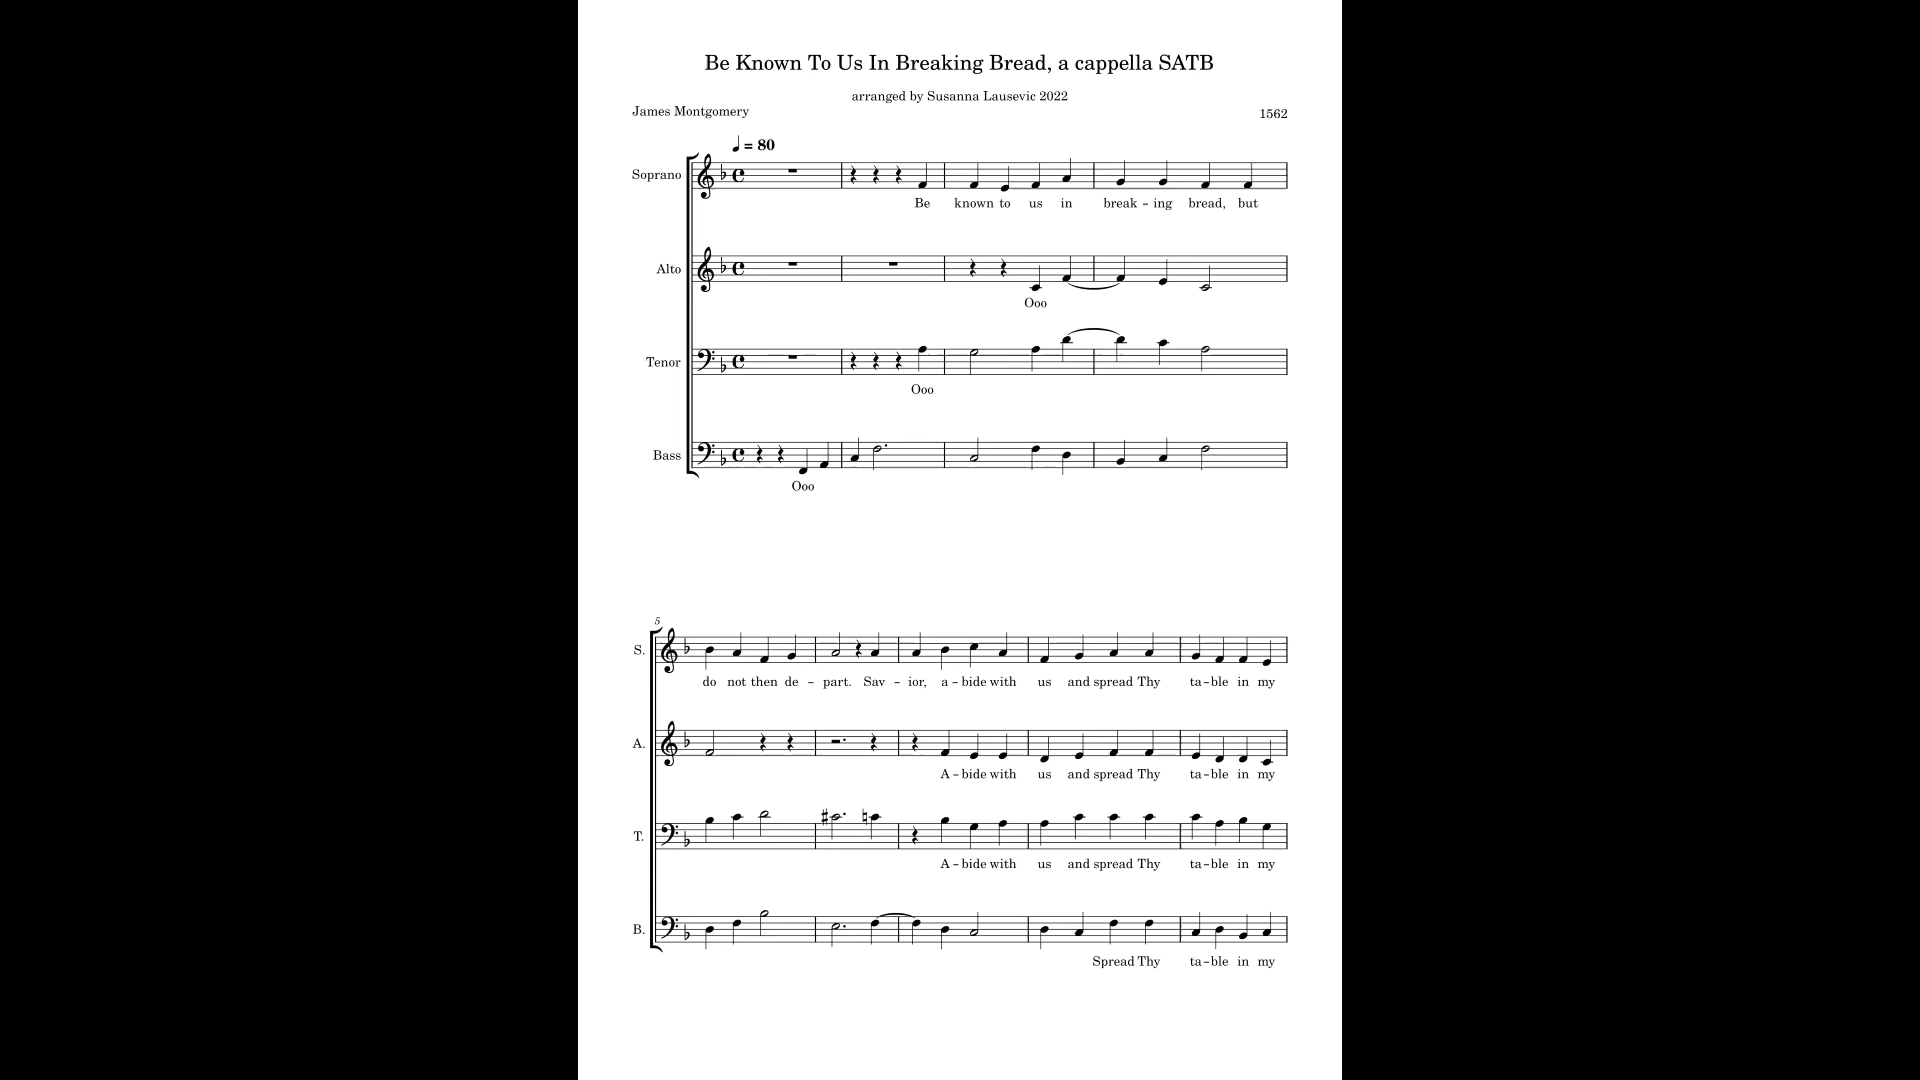 Be Known To Us In Breaking Bread, a cappella SATB
arranged by Susanna Lausevic 2022
James Montgomery
1562
= 80
Soprano
Be known to us in break - ing bread, but
Alto
Ooo
Tenor
Ooo
Bass
Ooo
5
S.
do not then de - part. Sav - ior, a - bide with us and spread Thy ta - ble in my
A.
A - bide with us and spread Thy ta - ble in my
T.
A - bide with us and spread Thy ta - ble in my
B.
Spread Thy ta - ble in my